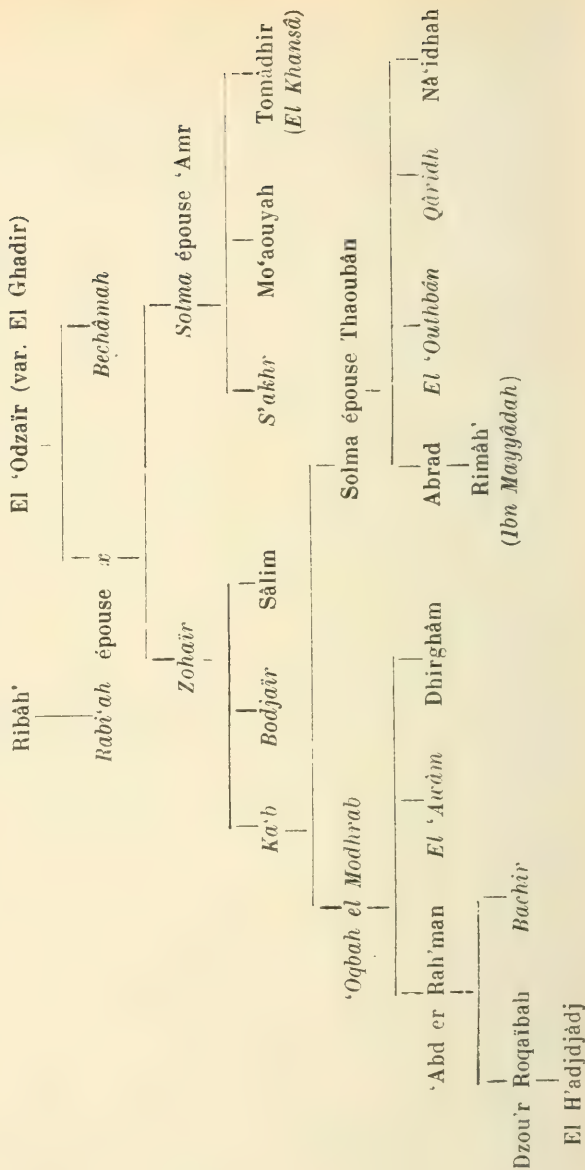 Ribâh' El ‘Odzaïr (var. El Ghadir)
Rabi‘ah épouse x Bechâmah
Zohaïr Solma épouse ‘Amr
Ka‘b Bodjaïr Sâlim S'akhr Mo‘aouyah Tomâdhir
(El Khansâ)
‘Oqbah el Modhrab Solma épouse Thaoubân
‘Abd er Rah'man El ‘Awâm Dhirghâm Abrad El ‘Outhbân Qâridh Nâ‘idhah
Rimâh'
(Ibn Mayyâdah)
Dzou'r Roqaïbah Bachir
El H'adjdjâdj